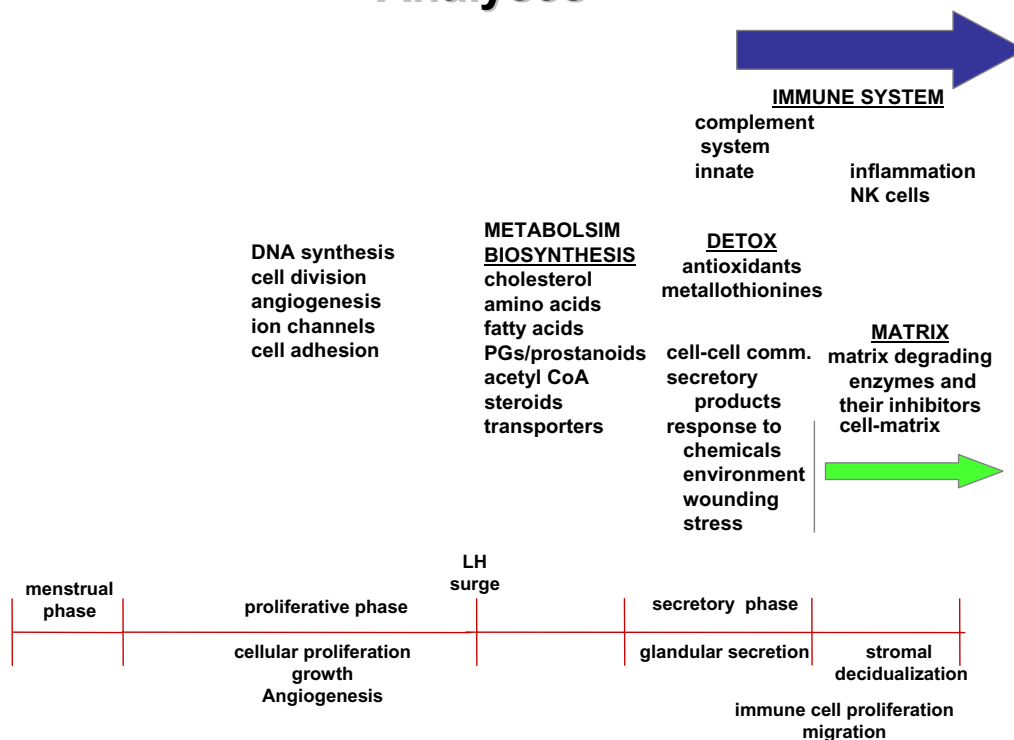 Analyses
IMMUNE SYSTEM
complement
system
innate
inflammation
NK cells
DNA synthesis
cell division
angiogenesis
ion channels
cell adhesion
METABOLSIM
BIOSYNTHESIS
cholesterol
amino acids
fatty acids
PGs/prostanoids
acetyl CoA
steroids
transporters
DETOX
antioxidants
metallothionines
cell-cell comm.
secretory
products
response to
chemicals
environment
wounding
stress
MATRIX
matrix degrading
enzymes and
their inhibitors
cell-matrix
LH
surge
menstrual
phase
proliferative phase
secretory phase
cellular proliferation
growth
Angiogenesis
glandular secretion
stromal
decidualization
immune cell proliferation
migration